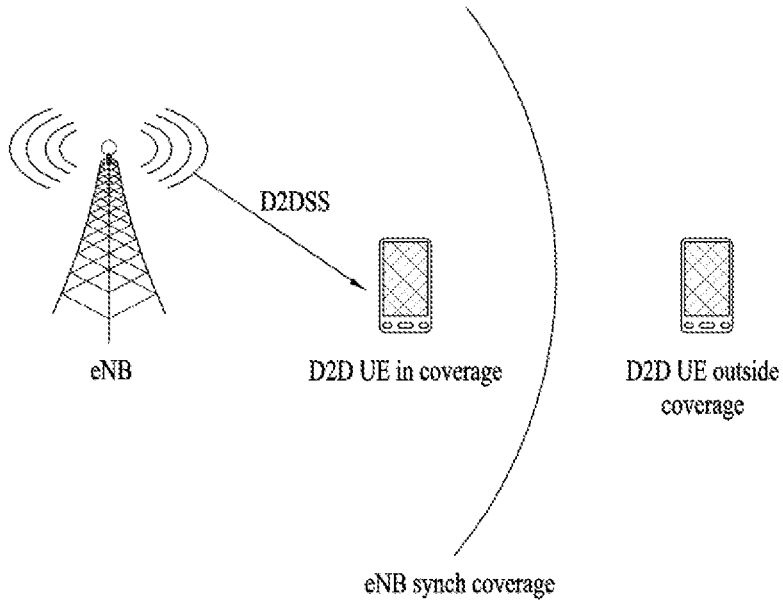 D2DSS
eNB
D2D UE in coverage
D2D UE outside
coverage
eNB synch coverage